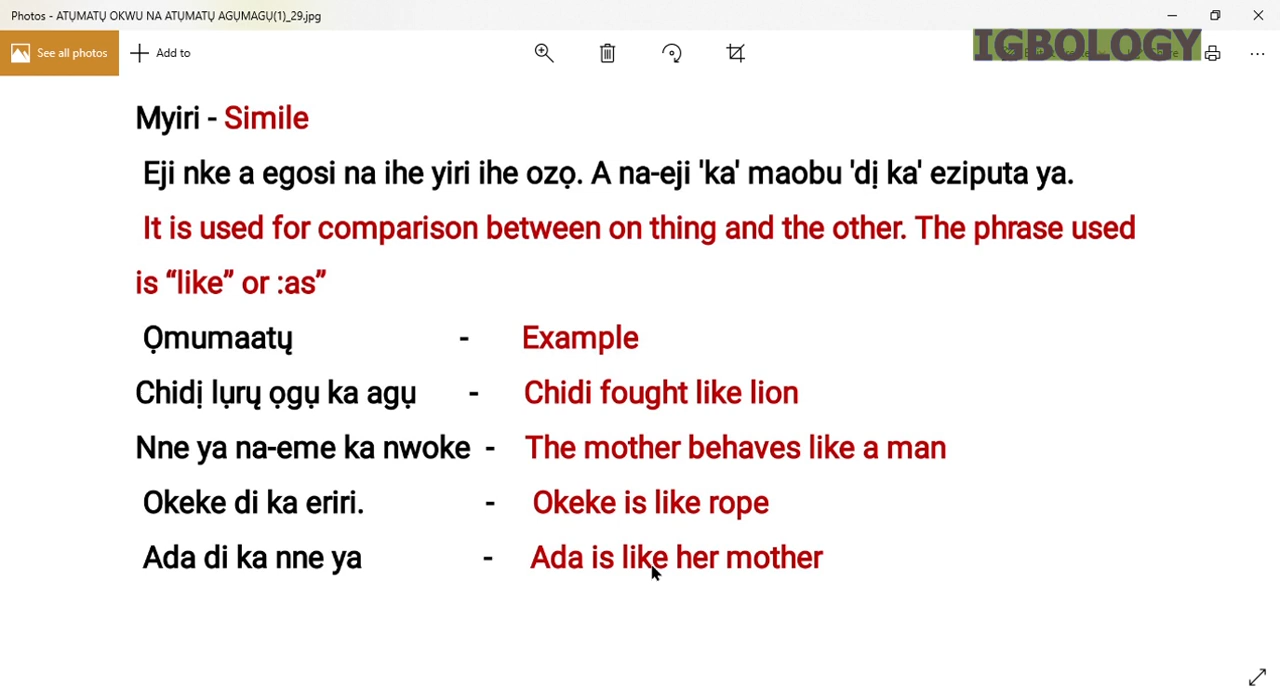 Photos - ATỤMATỤ OKWU NA ATỤMATỤ AGỤMAGỤ(1)_29.jpg
See all photos
Add to
IGBOLOGY
Myiri - Simile
Eji nke a egosi na ihe yiri ihe ozọ. A na-eji 'ka' maobu 'dị ka' eziputa ya.
It is used for comparison between on thing and the other. The phrase used
is “like” or :as”
Ọmumaatụ - Example
Chidị lụrụ ọgụ ka agụ - Chidi fought like lion
Nne ya na-eme ka nwoke - The mother behaves like a man
Okeke di ka eriri. - Okeke is like rope
Ada di ka nne ya - Ada is like her mother